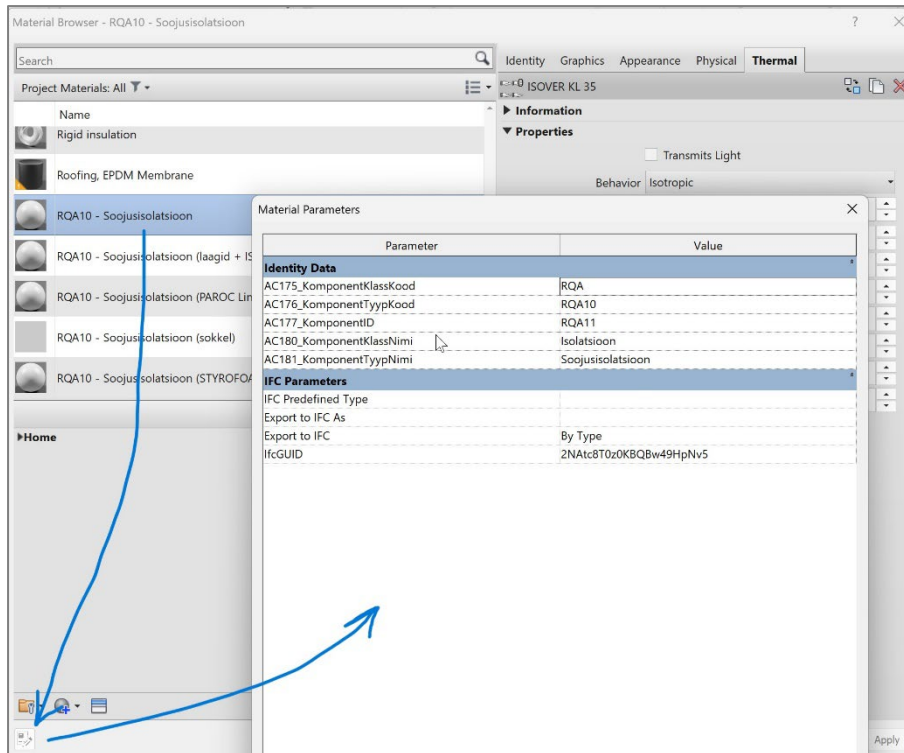 Material Browser - RQA10 - Soojusisolatsioon
Search
Identity Graphics Appearance Physical Thermal
Project Materials: All
ISOVER KL 35
Name
Information
Rigid insulation
Properties
Transmits Light
Roofing, EPDM Membrane
Behavior Isotropic
RQA10 - Soojusisolatsioon
RQA10 - Soojusisolatsioon (laagid + IS
RQA10 - Soojusisolatsioon (PAROC Lin
RQA10 - Soojusisolatsioon (sokkel)
RQA10 - Soojusisolatsioon (STYROFOA
Home
Material Parameters
Parameter Value
Identity Data
AC175_KomponentKlassKood RQA
AC176_KomponentTyypKood RQA10
AC177_KomponentID RQA11
AC180_KomponentKlassNimi Isolatsioon
AC181_KomponentTyypNimi Soojusisolatsioon
IFC Parameters
IFC Predefined Type
Export to IFC As
Export to IFC By Type
IfcGUID 2NAtc8T0z0KBQBw49HpNv5
Apply